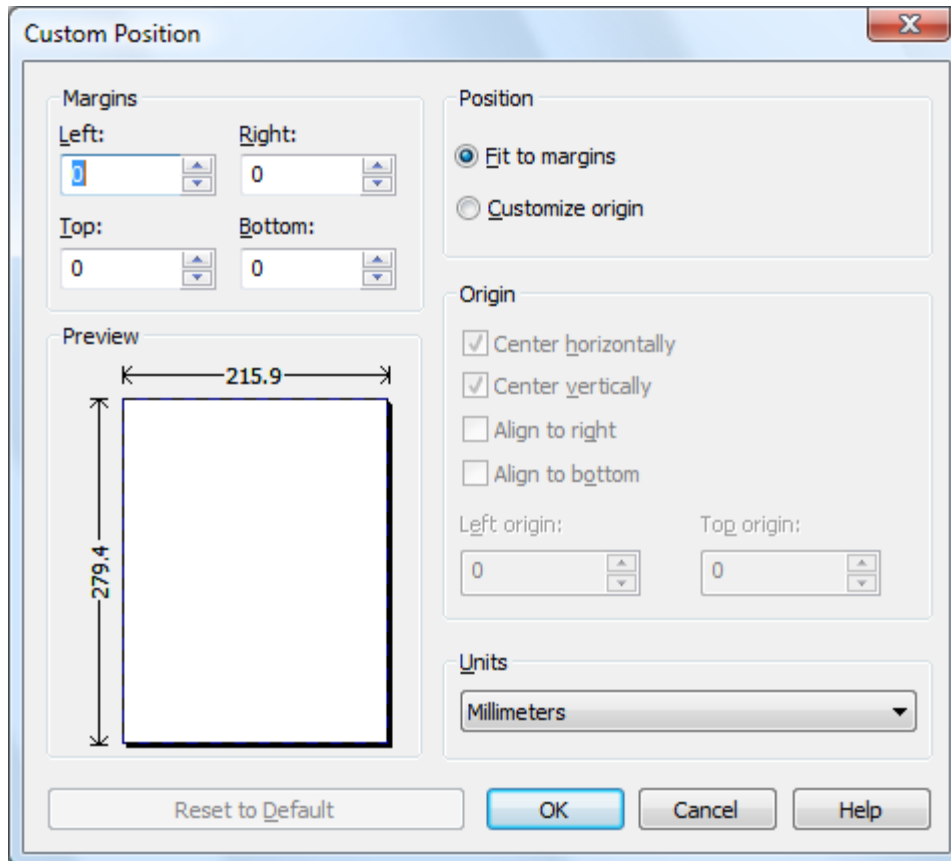 Custom Position
Margins
Left:
Right:
0
0
Top:
Bottom:
0
0
Preview
215.9
279.4
Position
Fit to margins
Customize origin
Origin
Center horizontally
Center vertically
Align to right
Align to bottom
Left origin:
Top origin:
0
0
Units
Millimeters
Reset to Default
OK
Cancel
Help